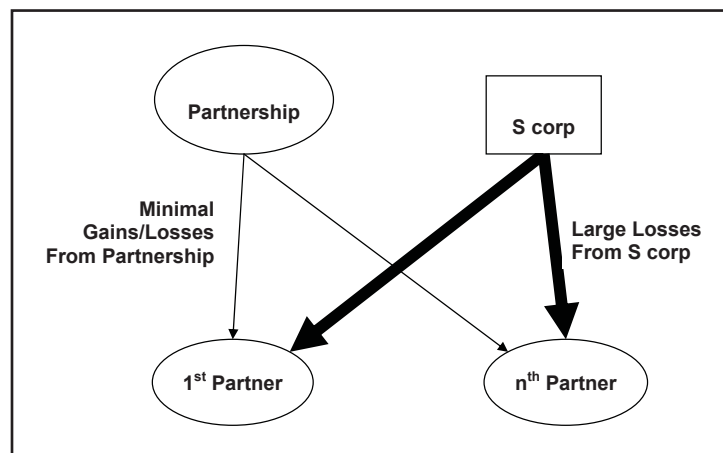 Partnership
S corp
Minimal
Gains/Losses
From Partnership
Large Losses
From S corp
1st Partner
nth Partner